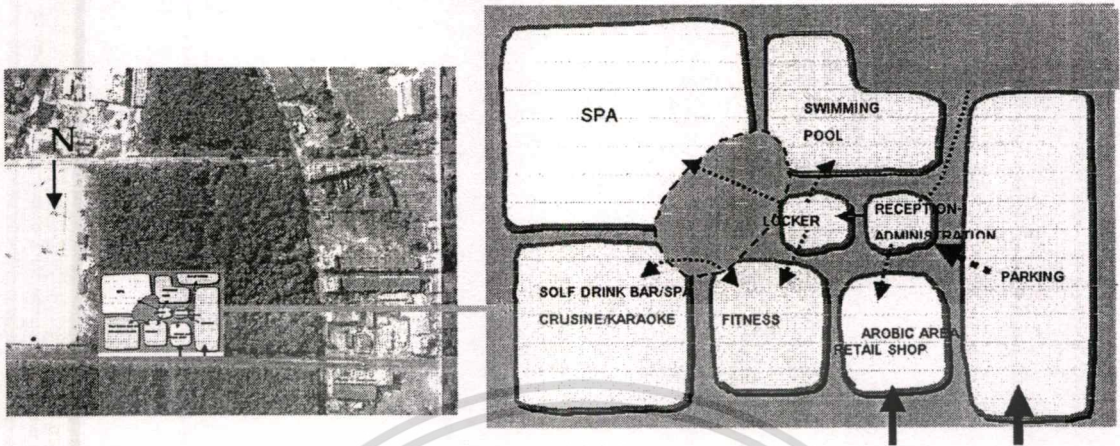 N
SPA
SWIMMING
POOL
LOCKER
RECEPTION-
ADMINISTRATION
PARKING
SOLF DRINK BAR/SPA
CRUSINE/KARAOKE
FITNESS
AROBIC AREA
RETAIL SHOP